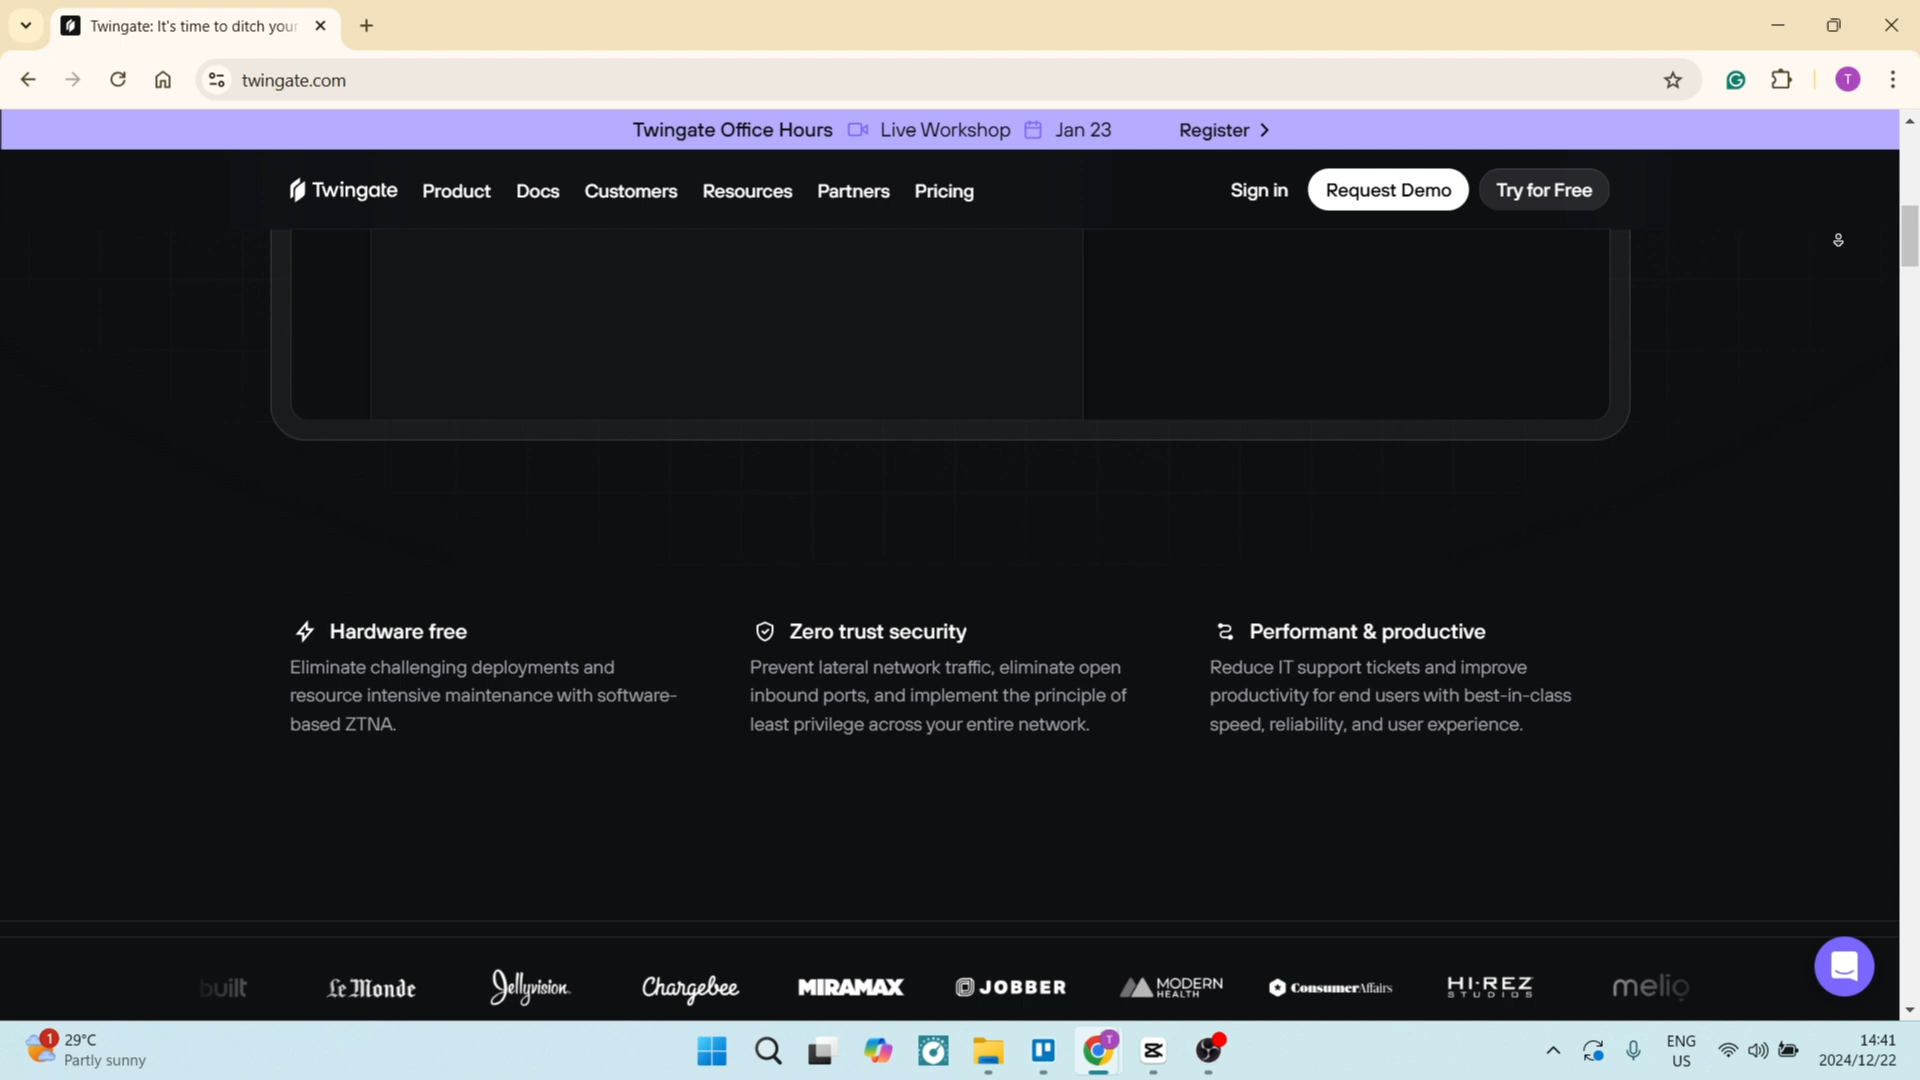 Twingate: It's time to ditch your
twingate.com
Twingate Office Hours Live Workshop Jan 23 Register
Twingate Product Docs Customers Resources Partners Pricing Sign in Request Demo Try for Free
Hardware free
Eliminate challenging deployments and
resource intensive maintenance with software-
based ZTNA.
Zero trust security
Prevent lateral network traffic, eliminate open
inbound ports, and implement the principle of
least privilege across your entire network.
Performant & productive
Reduce IT support tickets and improve
productivity for end users with best-in-class
speed, reliability, and user experience.
built Le Monde Jellyvision Chargebee MIRAMAX JOBBER MODERN HEALTH ConsumerAffairs HI-REZ STUDIOS melio
1
29°C
Partly sunny
T
T
ENG
US
14:41
2024/12/22